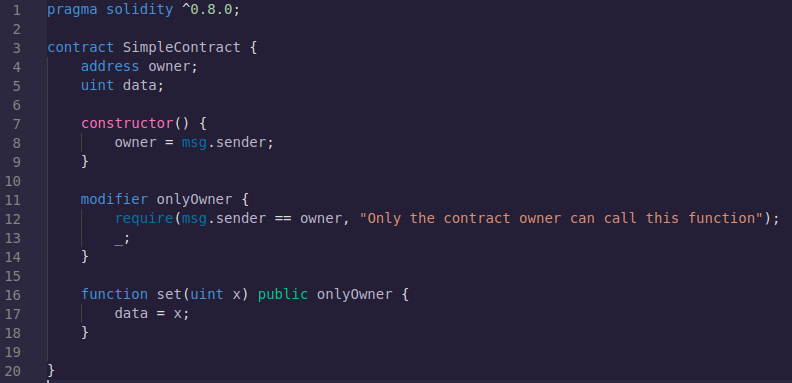 1 pragma solidity ^0.8.0;
2
3 contract SimpleContract {
4     address owner;
5     uint data;
6
7     constructor() {
8         owner = msg.sender;
9     }
10
11     modifier onlyOwner {
12         require(msg.sender == owner, "Only the contract owner can call this function");
13         _;
14     }
15
16     function set(uint x) public onlyOwner {
17         data = x;
18     }
19
20 }